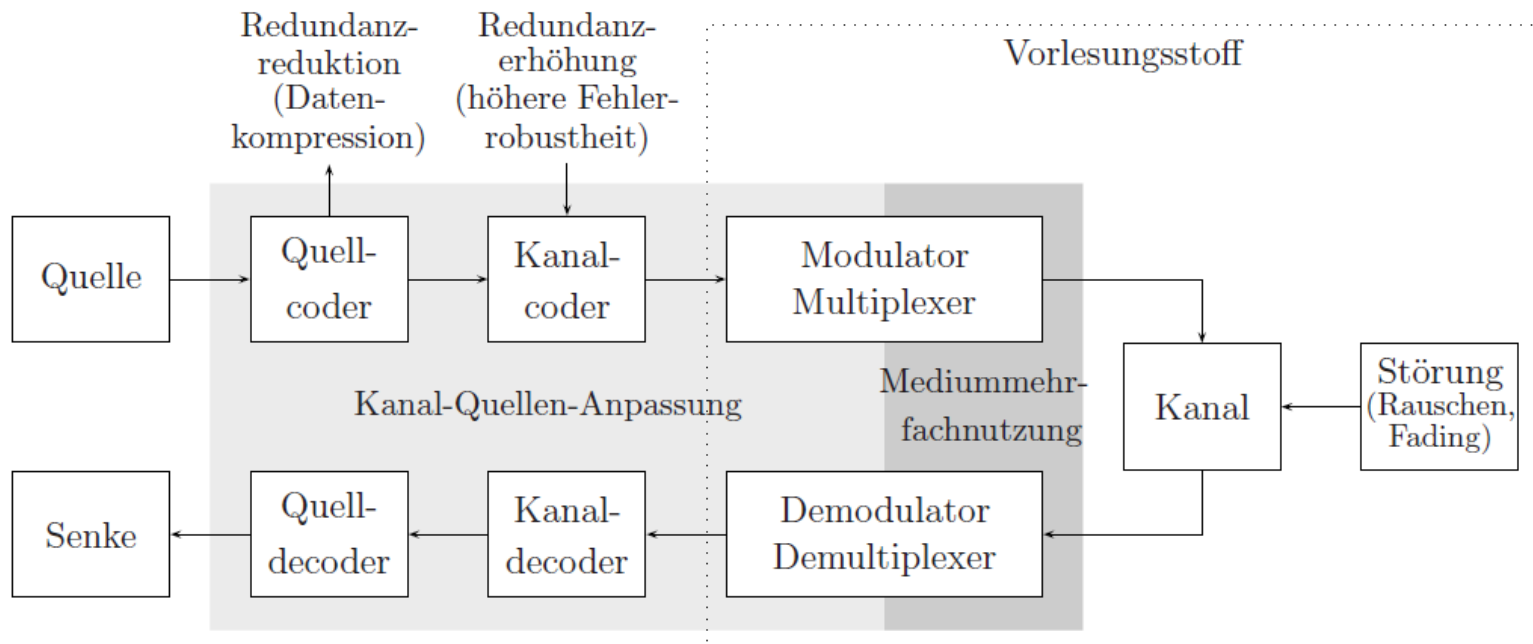 Redundanz-
reduktion
(Daten-
kompression)
Redundanz-
erhöhung
(höhere Fehler-
robustheit)
Vorlesungsstoff
Quelle
Quell-
coder
Kanal-
coder
Modulator
Multiplexer
Kanal-Quellen-Anpassung
Mediummehr-
fachnutzung
Kanal
Störung
(Rauschen,
Fading)
Senke
Quell-
decoder
Kanal-
decoder
Demodulator
Demultiplexer